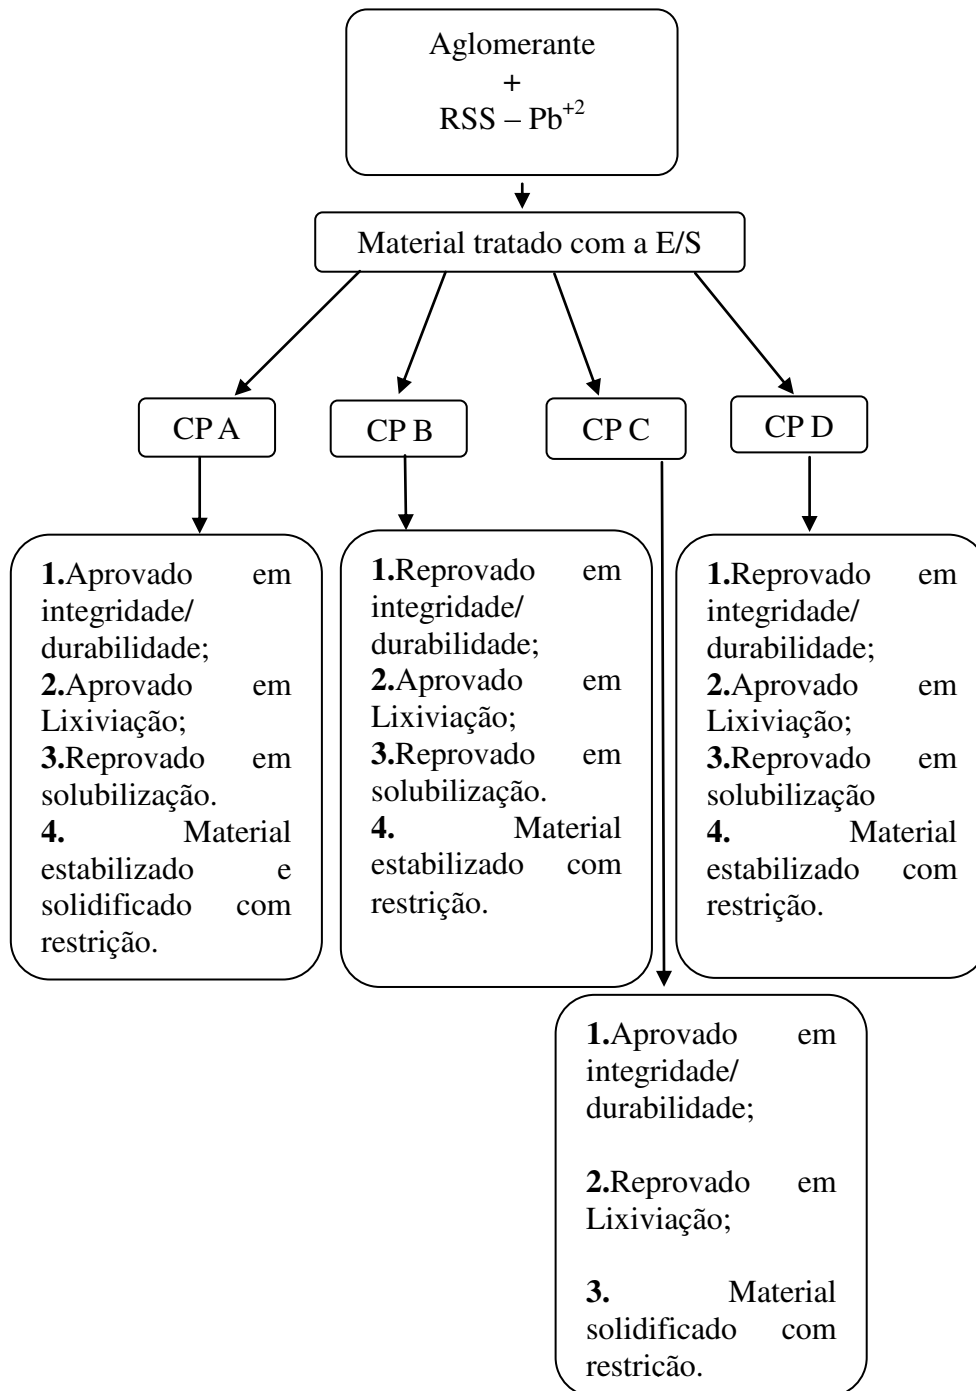 Aglomerante
+
RSS – Pb+2
Material tratado com a E/S
CP A
CP B
CP C
CP D
1.Aprovado em
integridade/
durabilidade;
2.Aprovado em
Lixiviação;
3.Reprovado em
solubilização.
4. Material
estabilizado e
solidificado com
restrição.
1.Reprovado em
integridade/
durabilidade;
2.Aprovado em
Lixiviação;
3.Reprovado em
solubilização.
4. Material
estabilizado com
restrição.
1.Reprovado em
integridade/
durabilidade;
2.Aprovado em
Lixiviação;
3.Reprovado em
solubilização
4. Material
estabilizado com
restrição.
1.Aprovado em
integridade/
durabilidade;
2.Reprovado em
Lixiviação;
3. Material
solidificado com
restrição.